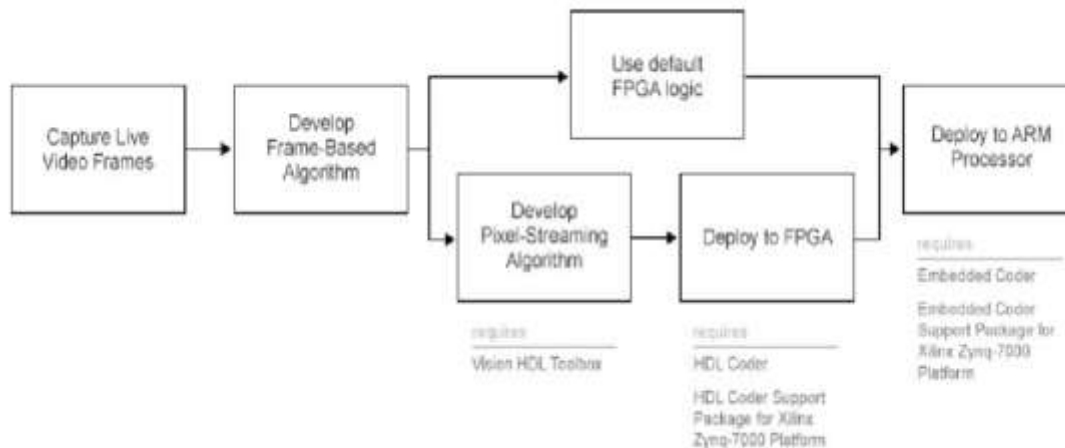 Capture Live
Video Frames
Develop
Frame-Based
Algorithm
Use default
FPGA logic
Develop
Pixel-Streaming
Algorithm
requires
Vision HDL Toolbox
Deploy to FPGA
requires
HDL Coder
HDL Coder Support
Package for Xilinx
Zynq-7000 Platform
Deploy to ARM
Processor
requires
Embedded Coder
Embedded Coder
Support Package for
Xilinx Zynq-7000
Platform